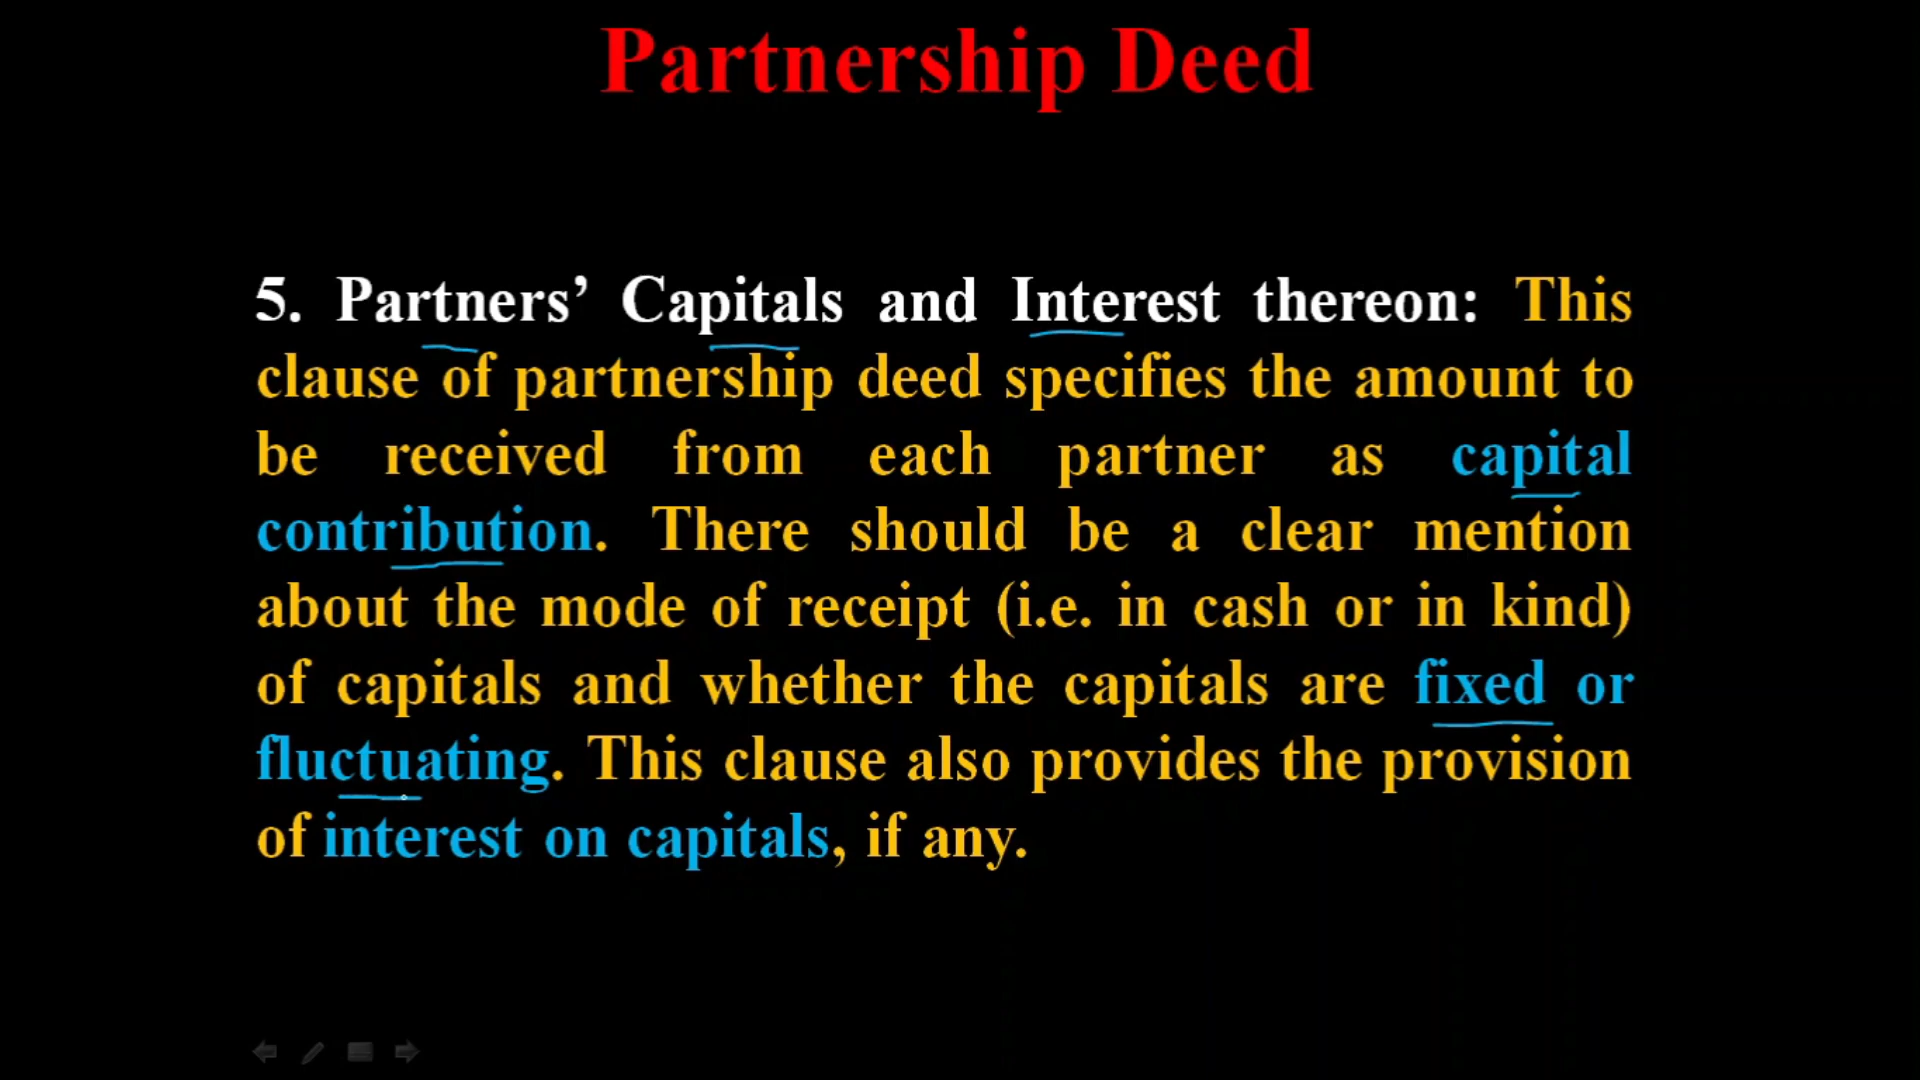 Partnership Deed
5. Partners’ Capitals and Interest thereon: This
clause of partnership deed specifies the amount to
be received from each partner as capital
contribution. There should be a clear mention
about the mode of receipt (i.e. in cash or in kind)
of capitals and whether the capitals are fixed or
fluctuating. This clause also provides the provision
of interest on capitals, if any.